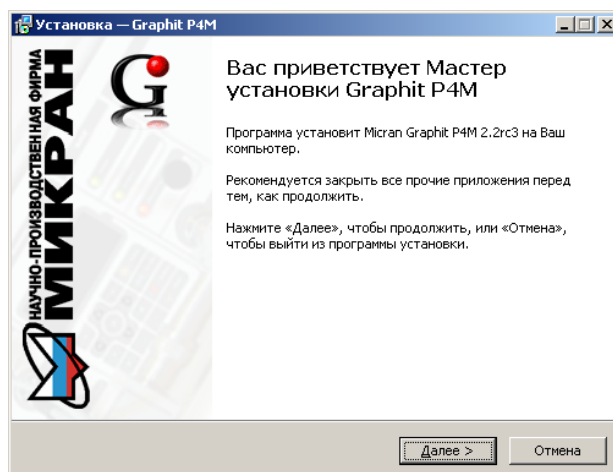 Установка — Graphit P4M
НАУЧНО-ПРОИЗВОДСТВЕННАЯ ФИРМА
МИКРАН
G
Вас приветствует Мастер
установки Graphit P4M
Программа установит Micran Graphit P4M 2.2rc3 на Ваш
компьютер.
Рекомендуется закрыть все прочие приложения перед
тем, как продолжить.
Нажмите «Далее», чтобы продолжить, или «Отмена»,
чтобы выйти из программы установки.
Далее >
Отмена